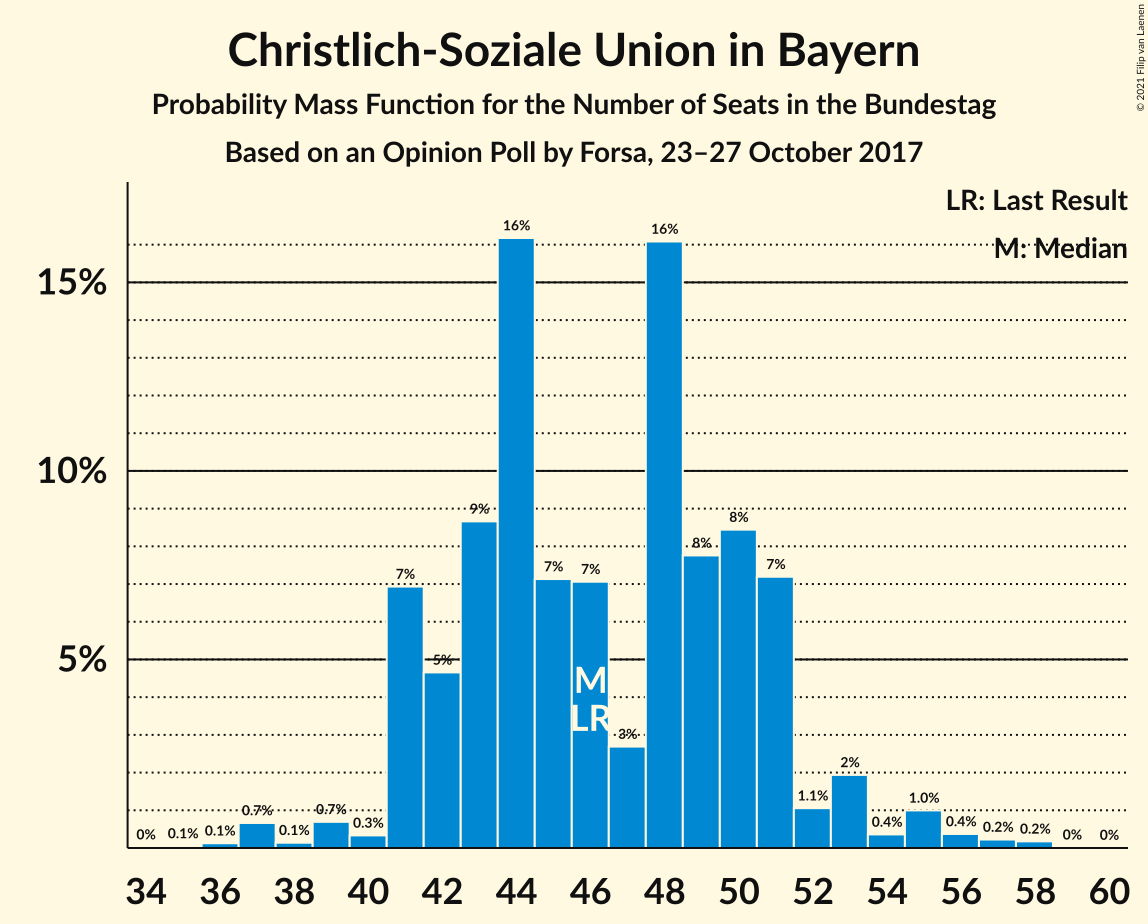 Christlich-Soziale Union in Bayern
Probability Mass Function for the Number of Seats in the Bundestag
Based on an Opinion Poll by Forsa, 23–27 October 2017
© 2021 Filip van Laenen
LR: Last Result
M: Median
15%
10%
5%
0% 0.1% 0.1% 0.7% 0.1% 0.7% 0.3% 7% 5% 9% 16% 7% 7% 3% 16% 8% 8% 7% 1.1% 2% 0.4% 1.0% 0.4% 0.2% 0.2% 0% 0%
M
LR
34 36 38 40 42 44 46 48 50 52 54 56 58 60